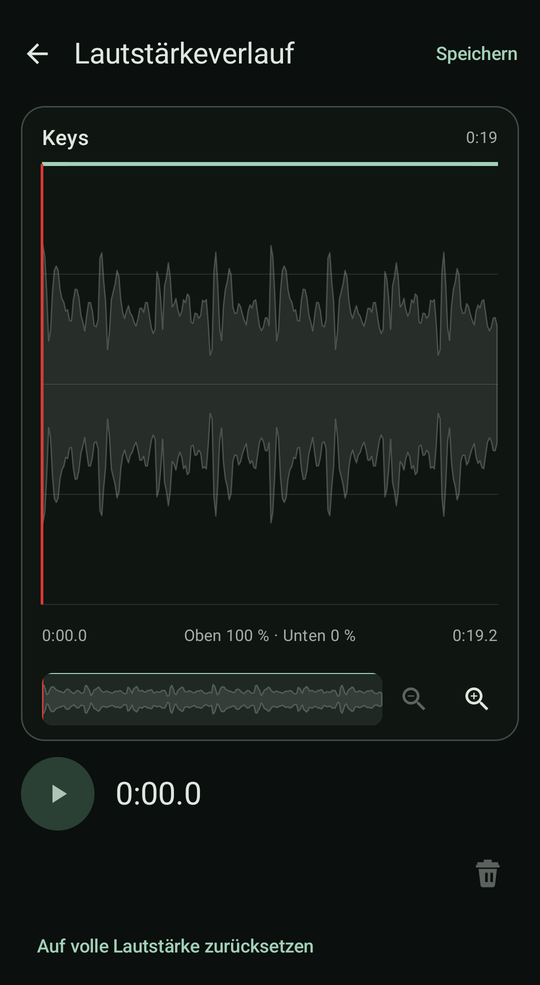 Lautstärkeverlauf
Speichern
Keys
0:19
0:00.0
Oben 100 % · Unten 0 %
0:19.2
0:00.0
Auf volle Lautstärke zurücksetzen